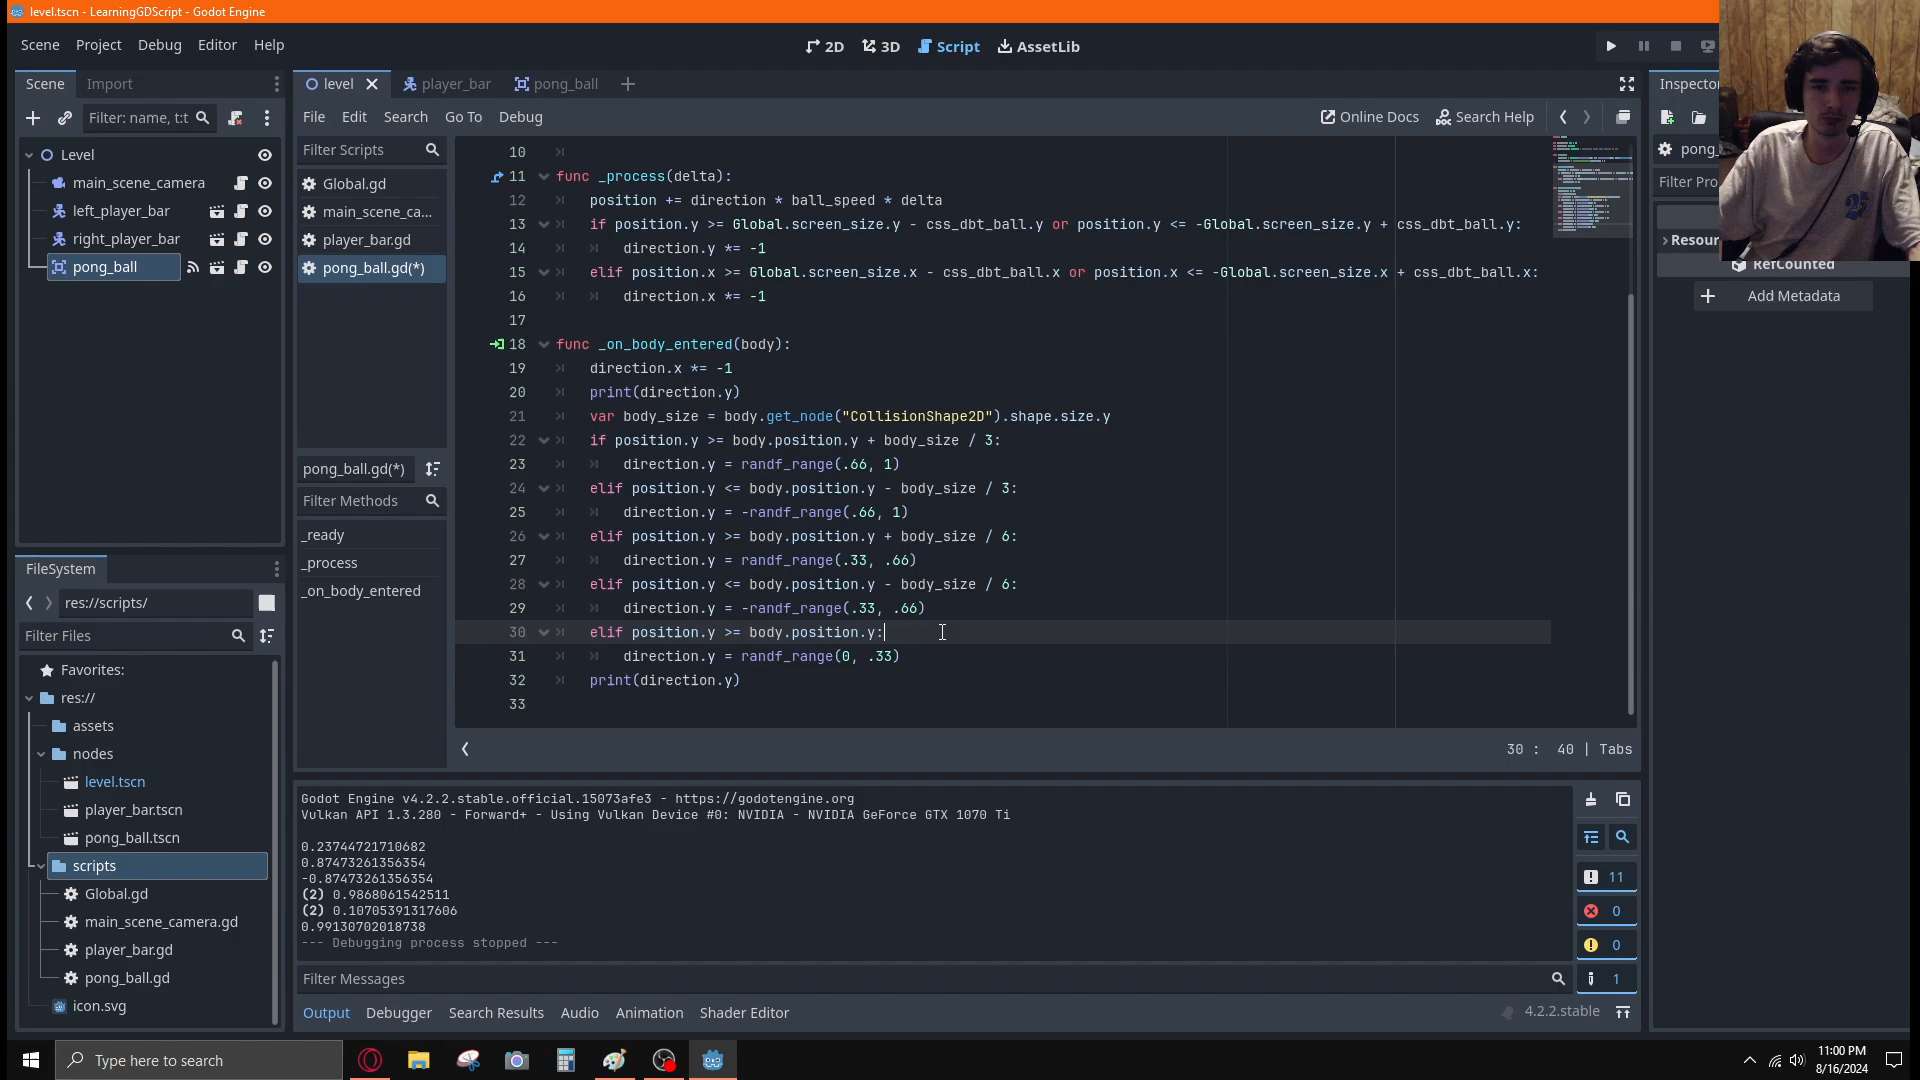 level.tscn - LearningGDScript - Godot Engine
Scene Project Debug Editor Help
2D 3D Script AssetLib
Scene Import
level player_bar pong_ball
Inspector
Filter: name, t:t
File Edit Search Go To Debug
Online Docs Search Help
Filter Scripts
Global.gd
main_scene_ca...
player_bar.gd
pong_ball.gd(*)
Level
main_scene_camera
left_player_bar
right_player_bar
pong_ball
pong_ball.gd(*)
Filter Methods
_ready
_process
_on_body_entered
10
11 func _process(delta):
12 position += direction * ball_speed * delta
13 if position.y >= Global.screen_size.y - css_dbt_ball.y or position.y <= -Global.screen_size.y + css_dbt_ball.y:
14 direction.y *= -1
15 elif position.x >= Global.screen_size.x - css_dbt_ball.x or position.x <= -Global.screen_size.x + css_dbt_ball.x:
16 direction.x *= -1
17
18 func _on_body_entered(body):
19 direction.x *= -1
20 print(direction.y)
21 var body_size = body.get_node("CollisionShape2D").shape.size.y
22 if position.y >= body.position.y + body_size / 3:
23 direction.y = randf_range(.66, 1)
24 elif position.y <= body.position.y - body_size / 3:
25 direction.y = -randf_range(.66, 1)
26 elif position.y >= body.position.y + body_size / 6:
27 direction.y = randf_range(.33, .66)
28 elif position.y <= body.position.y - body_size / 6:
29 direction.y = -randf_range(.33, .66)
30 elif position.y >= body.position.y:
31 direction.y = randf_range(0, .33)
32 print(direction.y)
33
30 : 40 | Tabs
pong_
Filter Pro
Resour
RefCounted
Add Metadata
FileSystem
res://scripts/
Filter Files
Favorites:
res://
assets
nodes
level.tscn
player_bar.tscn
pong_ball.tscn
scripts
Global.gd
main_scene_camera.gd
player_bar.gd
pong_ball.gd
icon.svg
Godot Engine v4.2.2.stable.official.15073afe3 - https://godotengine.org
Vulkan API 1.3.280 - Forward+ - Using Vulkan Device #0: NVIDIA - NVIDIA GeForce GTX 1070 Ti
0.23744721710682
0.87473261356354
-0.87473261356354
(2) 0.9868061542511
(2) 0.10705391317606
0.99130702018738
--- Debugging process stopped ---
11
0
0
1
Filter Messages
Output Debugger Search Results Audio Animation Shader Editor
4.2.2.stable
Type here to search
11:00 PM
8/16/2024